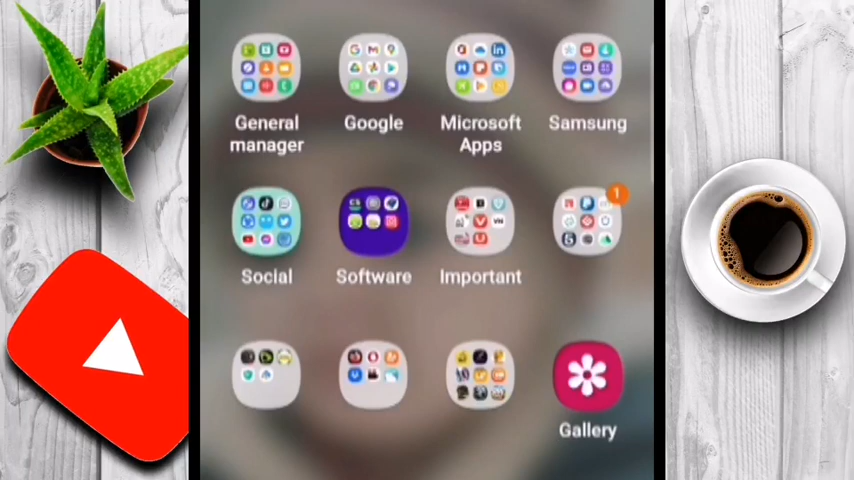 General
manager
Google
Microsoft
Apps
Samsung
1
Social
Software
Important
Gallery